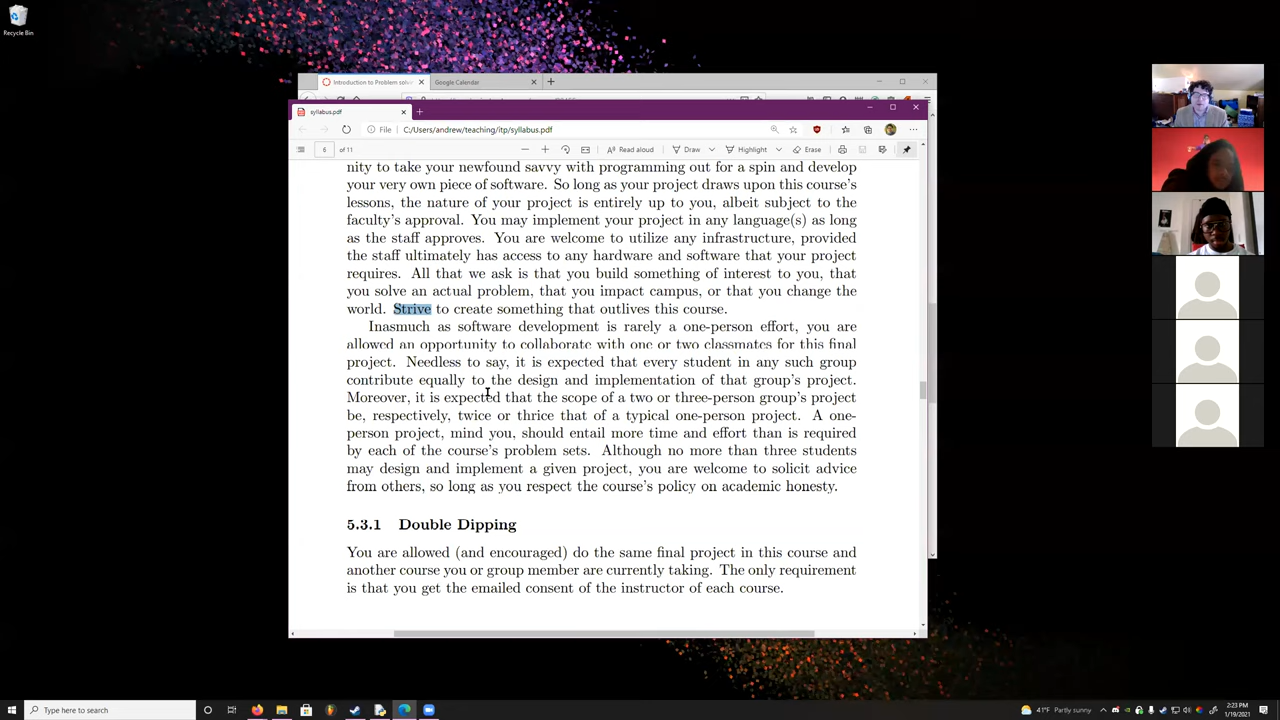 Recycle Bin
Introduction to Problem solvi
Google Calendar
syllabus.pdf
File C:/Users/andrew/teaching/itp/syllabus.pdf
6 of 11 Read aloud Draw Highlight Erase
nity to take your newfound savvy with programming out for a spin and develop
your very own piece of software. So long as your project draws upon this course's
lessons, the nature of your project is entirely up to you, albeit subject to the
faculty's approval. You may implement your project in any language(s) as long
as the staff approves. You are welcome to utilize any infrastructure, provided
the staff ultimately has access to any hardware and software that your project
requires. All that we ask is that you build something of interest to you, that
you solve an actual problem, that you impact campus, or that you change the
world. Strive to create something that outlives this course.
Inasmuch as software development is rarely a one-person effort, you are
allowed an opportunity to collaborate with one or two classmates for this final
project. Needless to say, it is expected that every student in any such group
contribute equally to the design and implementation of that group's project.
Moreover, it is expected that the scope of a two or three-person group's project
be, respectively, twice or thrice that of a typical one-person project. A one-
person project, mind you, should entail more time and effort than is required
by each of the course's problem sets. Although no more than three students
may design and implement a given project, you are welcome to solicit advice
from others, so long as you respect the course's policy on academic honesty.
5.3.1 Double Dipping
You are allowed (and encouraged) do the same final project in this course and
another course you or group member are currently taking. The only requirement
is that you get the emailed consent of the instructor of each course.
Type here to search
41°F Partly sunny
2:23 PM
1/19/2021